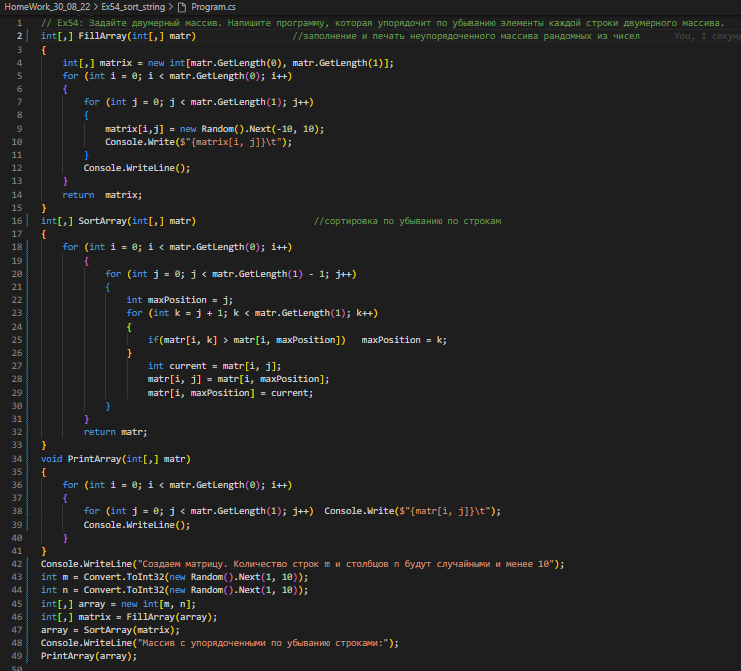 HomeWork_30_08_22 > Ex54_sort_string > Program.cs
1 // Ex54: Задайте двумерный массив. Напишите программу, которая упорядочит по убыванию элементы каждой строки двумерного массива.
2 int[,] FillArray(int[,] matr) //заполнение и печать неупорядоченного массива рандомных из чисел You, 1 секун
3 {
4 int[,] matrix = new int[matr.GetLength(0), matr.GetLength(1)];
5 for (int i = 0; i < matr.GetLength(0); i++)
6 {
7 for (int j = 0; j < matr.GetLength(1); j++)
8 {
9 matrix[i,j] = new Random().Next(-10, 10);
10 Console.Write($"{matrix[i, j]}\t");
11 }
12 Console.WriteLine();
13 }
14 return matrix;
15 }
16 int[,] SortArray(int[,] matr) //сортировка по убыванию по строкам
17 {
18 for (int i = 0; i < matr.GetLength(0); i++)
19 {
20 for (int j = 0; j < matr.GetLength(1) - 1; j++)
21 {
22 int maxPosition = j;
23 for (int k = j + 1; k < matr.GetLength(1); k++)
24 {
25 if(matr[i, k] > matr[i, maxPosition]) maxPosition = k;
26 }
27 int current = matr[i, j];
28 matr[i, j] = matr[i, maxPosition];
29 matr[i, maxPosition] = current;
30 }
31 }
32 return matr;
33 }
34 void PrintArray(int[,] matr)
35 {
36 for (int i = 0; i < matr.GetLength(0); i++)
37 {
38 for (int j = 0; j < matr.GetLength(1); j++) Console.Write($"{matr[i, j]}\t");
39 Console.WriteLine();
40 }
41 }
42 Console.WriteLine("Создаем матрицу. Количество строк m и столбцов n будут случайными и менее 10");
43 int m = Convert.ToInt32(new Random().Next(1, 10));
44 int n = Convert.ToInt32(new Random().Next(1, 10));
45 int[,] array = new int[m, n];
46 int[,] matrix = FillArray(array);
47 array = SortArray(matrix);
48 Console.WriteLine("Массив с упорядоченными по убыванию строками:");
49 PrintArray(array);
50